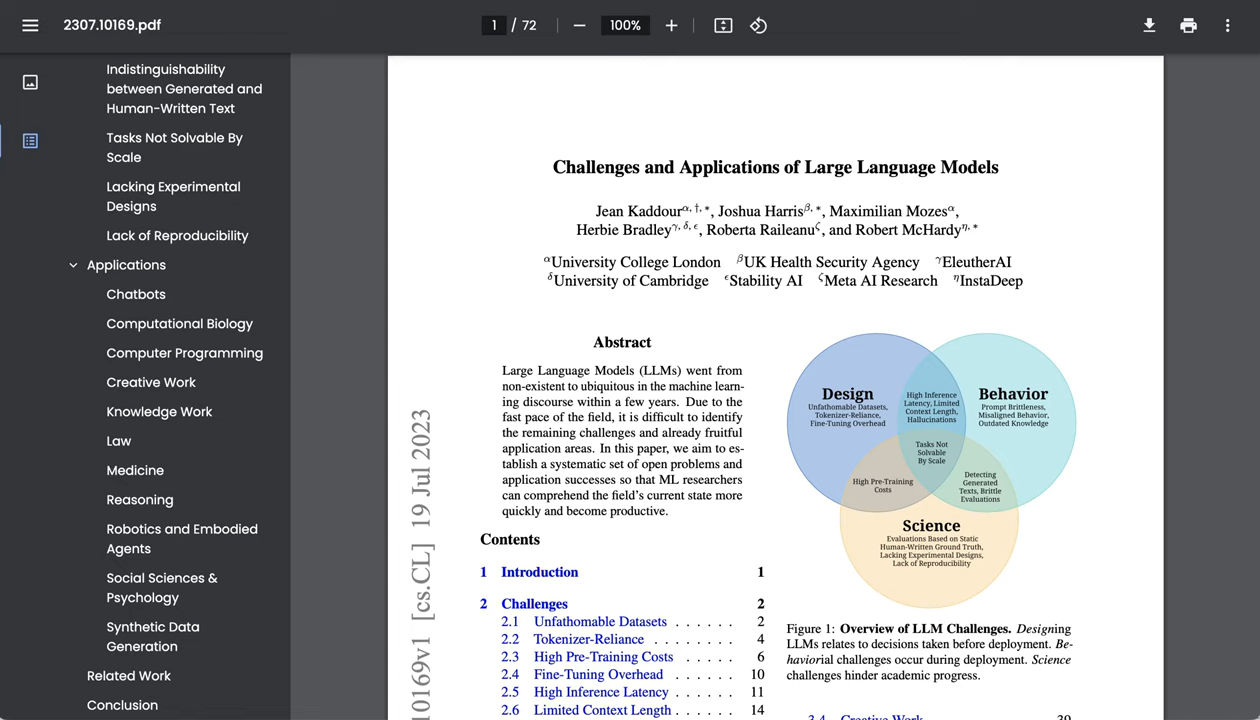 2307.10169.pdf
1 / 72
100%
Indistinguishability
between Generated and
Human-Written Text
Tasks Not Solvable By
Scale
Lacking Experimental
Designs
Lack of Reproducibility
Applications
Chatbots
Computational Biology
Computer Programming
Creative Work
Knowledge Work
Law
Medicine
Reasoning
Robotics and Embodied
Agents
Social Sciences &
Psychology
Synthetic Data
Generation
Related Work
Conclusion
10169v1 [cs.CL] 19 Jul 2023
Challenges and Applications of Large Language Models
Jean Kaddourα, †, ∗, Joshua Harrisβ, ∗, Maximilian Mozesα,
Herbie Bradleyγ, δ, ϵ, Roberta Raileanuζ, and Robert McHardyη, ∗
αUniversity College London βUK Health Security Agency γEleutherAI
δUniversity of Cambridge ϵStability AI ζMeta AI Research ηInstaDeep
Abstract
Large Language Models (LLMs) went from
non-existent to ubiquitous in the machine learn-
ing discourse within a few years. Due to the
fast pace of the field, it is difficult to identify
the remaining challenges and already fruitful
application areas. In this paper, we aim to es-
tablish a systematic set of open problems and
application successes so that ML researchers
can comprehend the field's current state more
quickly and become productive.
Contents
1 Introduction 1
2 Challenges 2
2.1 Unfathomable Datasets . . . . . . 2
2.2 Tokenizer-Reliance . . . . . . . . 4
2.3 High Pre-Training Costs . . . . . 6
2.4 Fine-Tuning Overhead . . . . . . 10
2.5 High Inference Latency . . . . . . 11
2.6 Limited Context Length . . . . . . 14
Design
Unfathomable Datasets,
Tokenizer-Reliance,
Fine-Tuning Overhead
High Inference
Latency, Limited
Context Length,
Hallucinations
Behavior
Prompt Brittleness,
Misaligned Behavior,
Outdated Knowledge
Tasks Not
Solvable
By Scale
High Pre-Training
Costs
Detecting
Generated
Texts, Brittle
Evaluations
Science
Evaluations Based on Static
Human-Written Ground Truth,
Lacking Experimental Designs,
Lack of Reproducibility
Figure 1: Overview of LLM Challenges. Designing
LLMs relates to decisions taken before deployment. Be-
haviorial challenges occur during deployment. Science
challenges hinder academic progress.
3.4 Creative Work 39